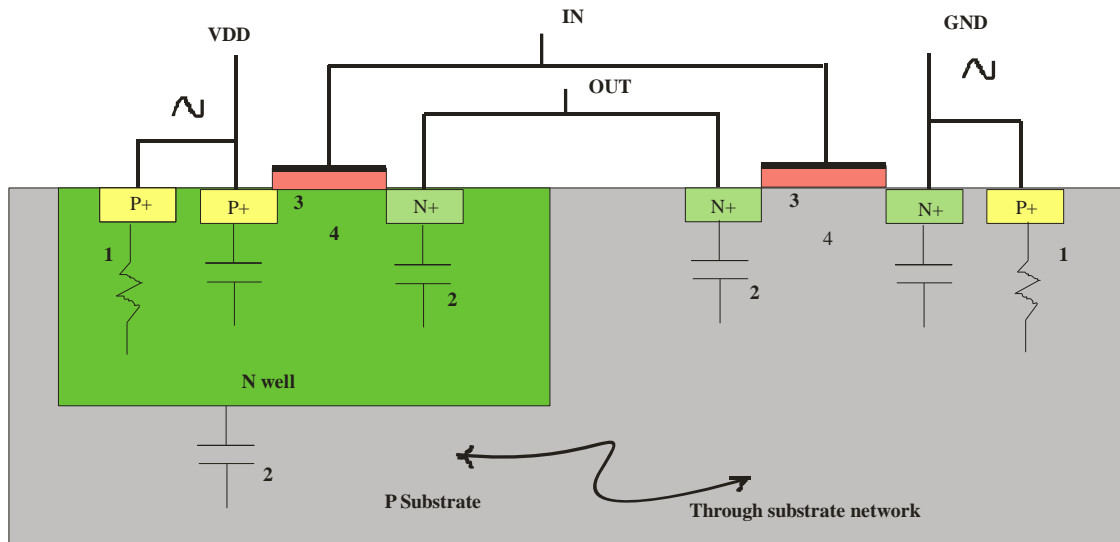 IN
VDD
GND
OUT
P+
P+
N+
N+
N+
P+
3
3
4
4
1
1
2
2
N well
2
P Substrate
Through substrate network